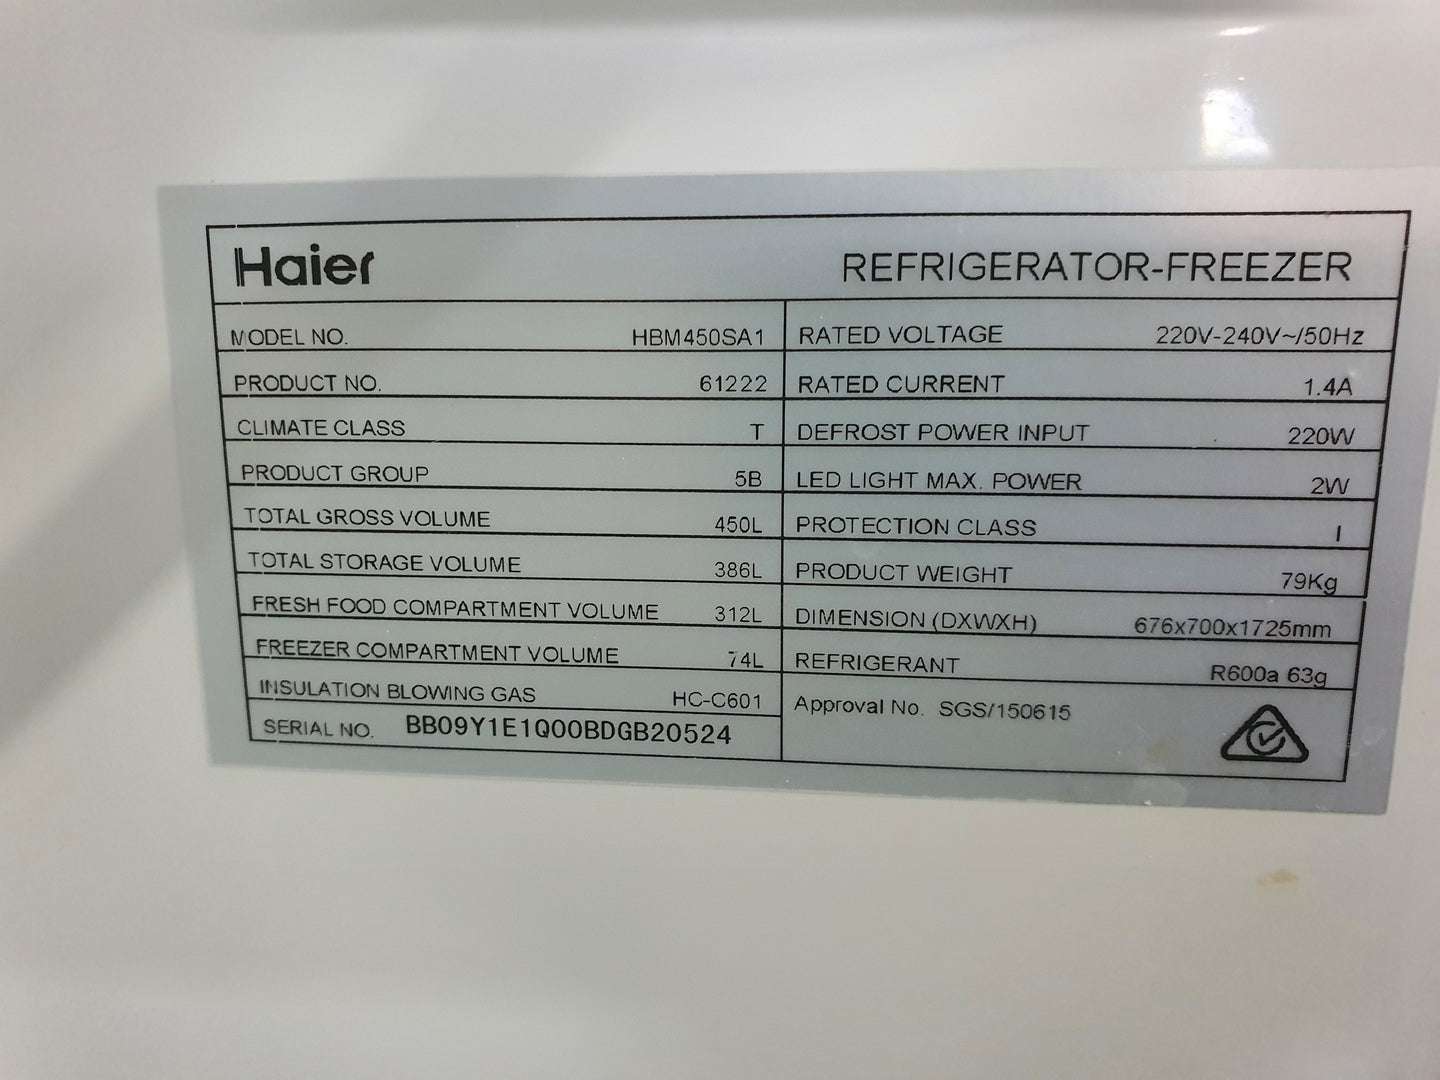 Haier REFRIGERATOR-FREEZER
MODEL NO. HBM450SA1
PRODUCT NO. 61222
CLIMATE CLASS T
PRODUCT GROUP 5B
TOTAL GROSS VOLUME 450L
TOTAL STORAGE VOLUME 386L
FRESH FOOD COMPARTMENT VOLUME 312L
FREEZER COMPARTMENT VOLUME 74L
INSULATION BLOWING GAS HC-C601
SERIAL NO. BB09Y1E1Q00BDGB20524
RATED VOLTAGE 220V-240V~/50Hz
RATED CURRENT 1.4A
DEFROST POWER INPUT 220W
LED LIGHT MAX. POWER 2W
PROTECTION CLASS I
PRODUCT WEIGHT 79Kg
DIMENSION (DXWXH) 676x700x1725mm
REFRIGERANT R600a 63g
Approval No. SGS/150615